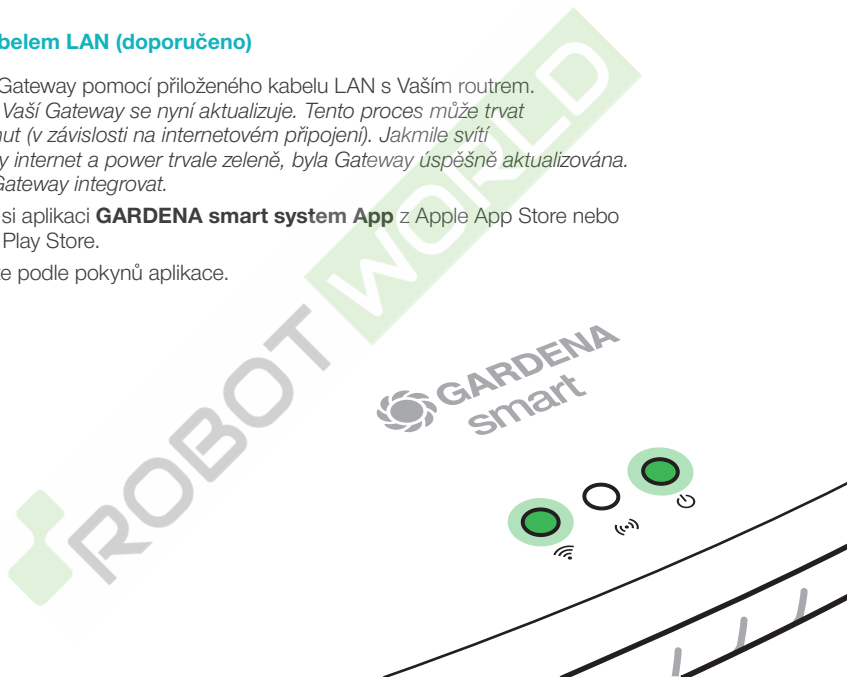 belem LAN (doporučeno)
Gateway pomocí přiloženého kabelu LAN s Vaším routrem.
Vaší Gateway se nyní aktualizuje. Tento proces může trvat
nut (v závislosti na internetovém připojení). Jakmile svítí
y internet a power trvale zeleně, byla Gateway úspěšně aktualizována.
Gateway integrovat.
si aplikaci GARDENA smart system App z Apple App Store nebo
Play Store.
te podle pokynů aplikace.
GARDENA
smart
ROBOTWORLD